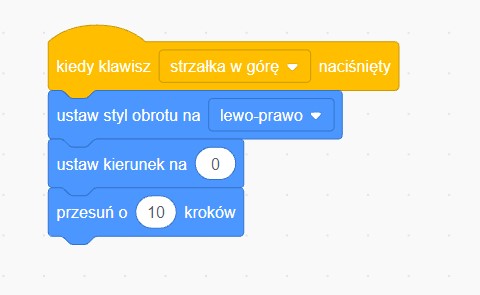 kiedy klawisz strzałka w górę naciśnięty
ustaw styl obrotu na lewo-prawo
ustaw kierunek na 0
przesuń o 10 kroków